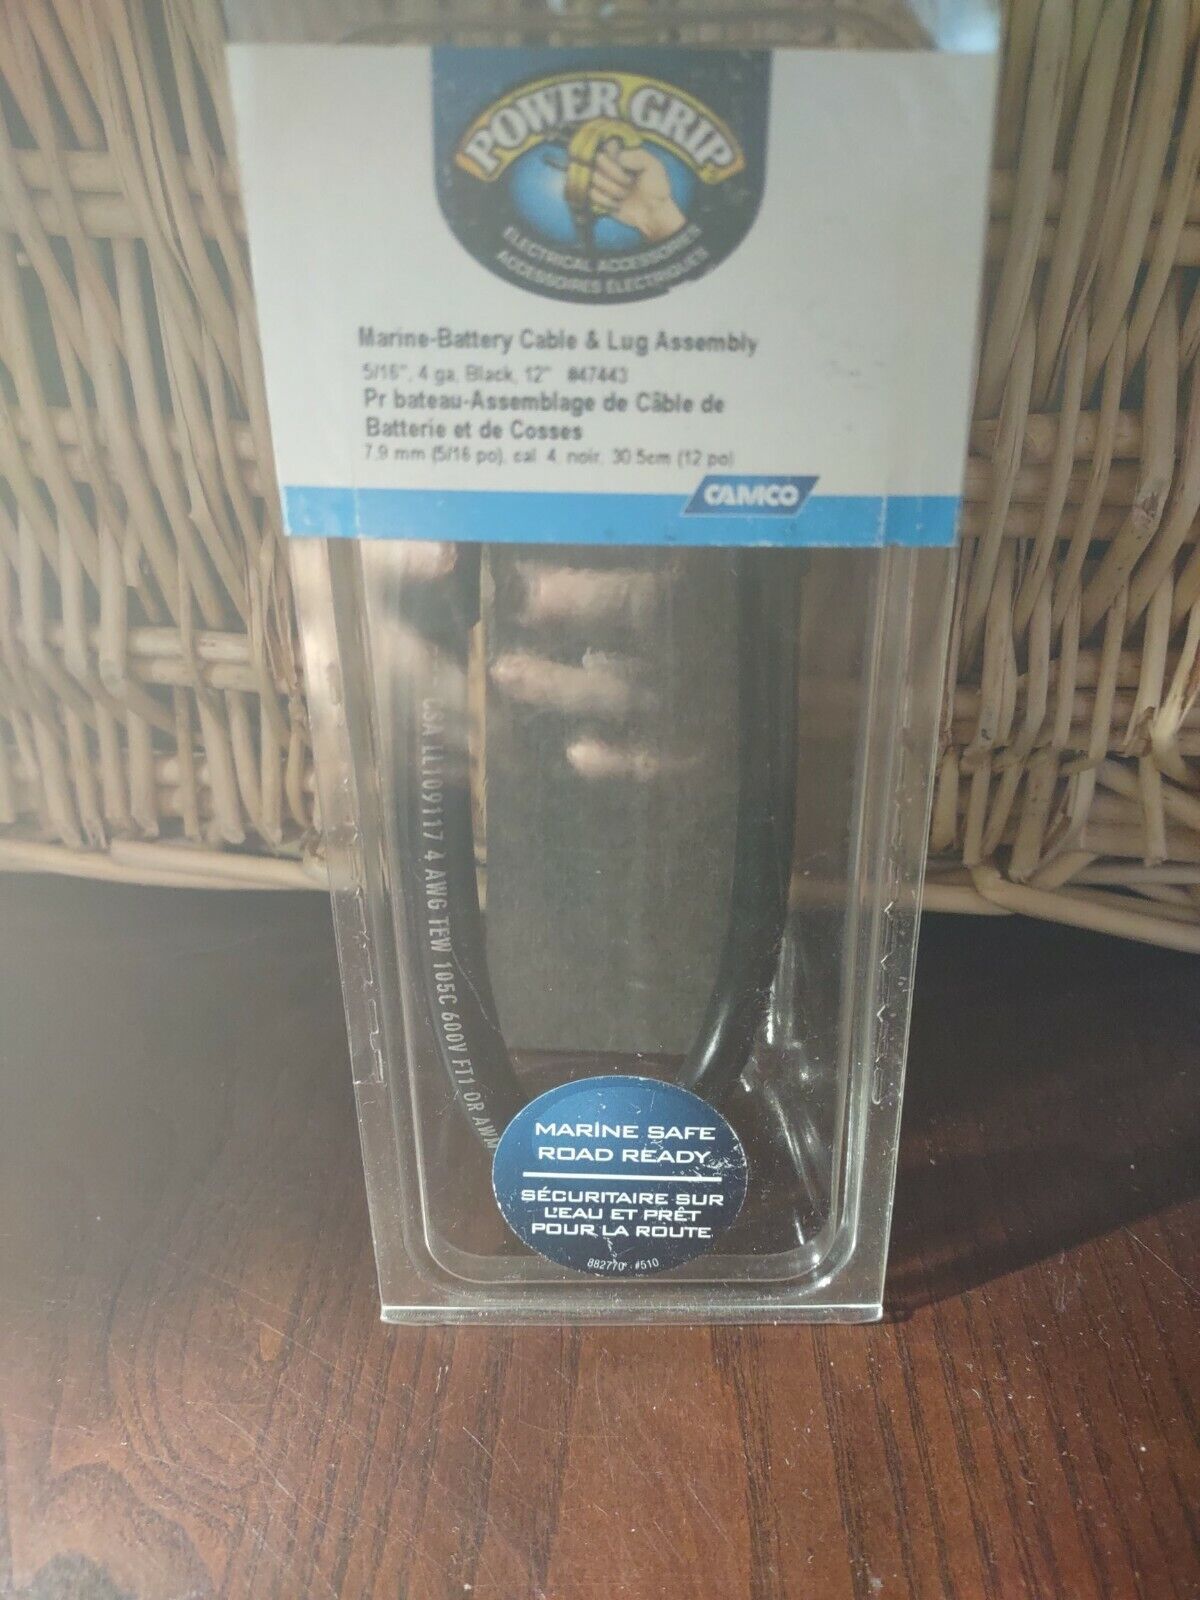 POWER GRIP
ELECTRICAL ACCESSORIES
ACCESSOIRES ÉLECTRIQUES
Marine-Battery Cable & Lug Assembly
5/16", 4 ga, Black, 12" #47443
Pr bateau-Assemblage de Câble de
Batterie et de Cosses
7,9 mm (5/16 po), cal 4, noir, 30.5cm (12 po)
CAMCO
CSA LL109117 4 AWG TEW 105C 600V FT1 OR AWM
MARINE SAFE
ROAD READY
SÉCURITAIRE SUR
L'EAU ET PRÊT
POUR LA ROUTE
882770 #510